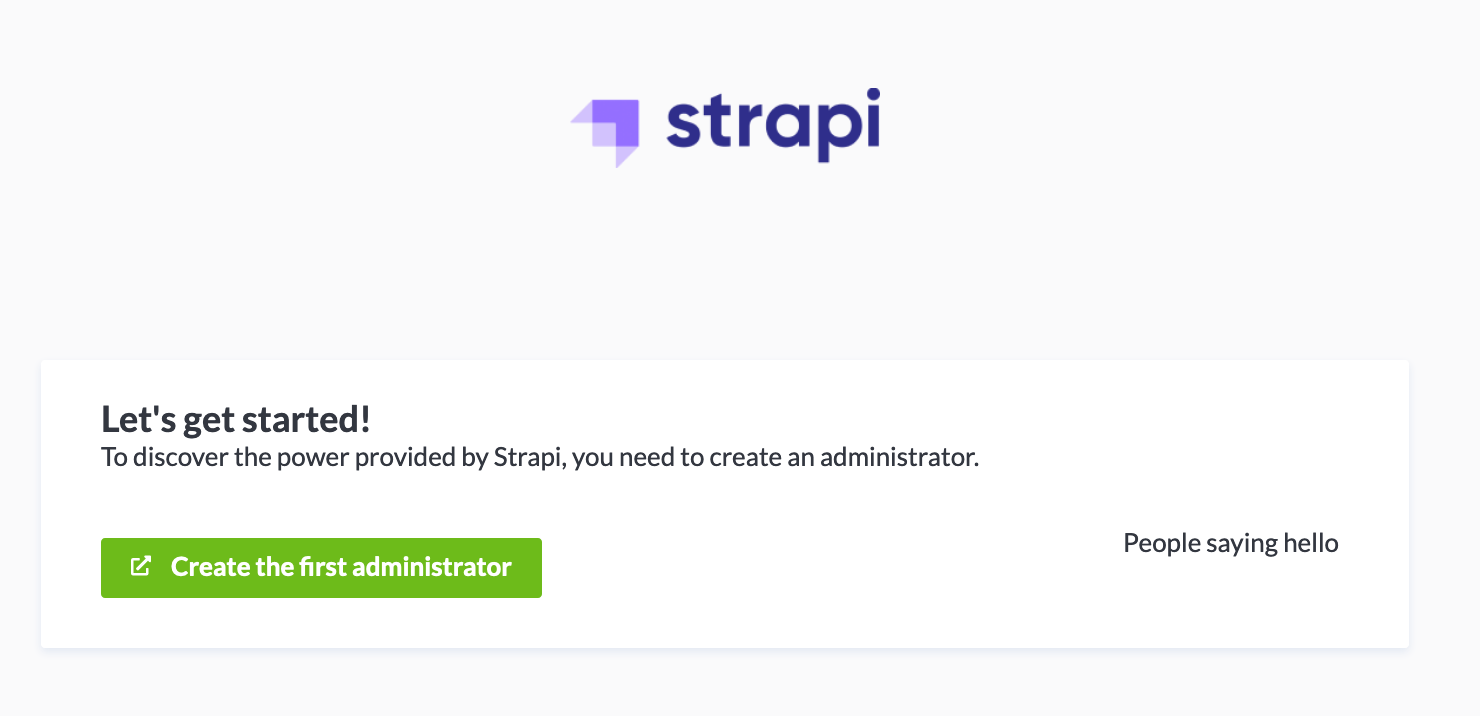 strapi
Let's get started!
To discover the power provided by Strapi, you need to create an administrator.
Create the first administrator
People saying hello